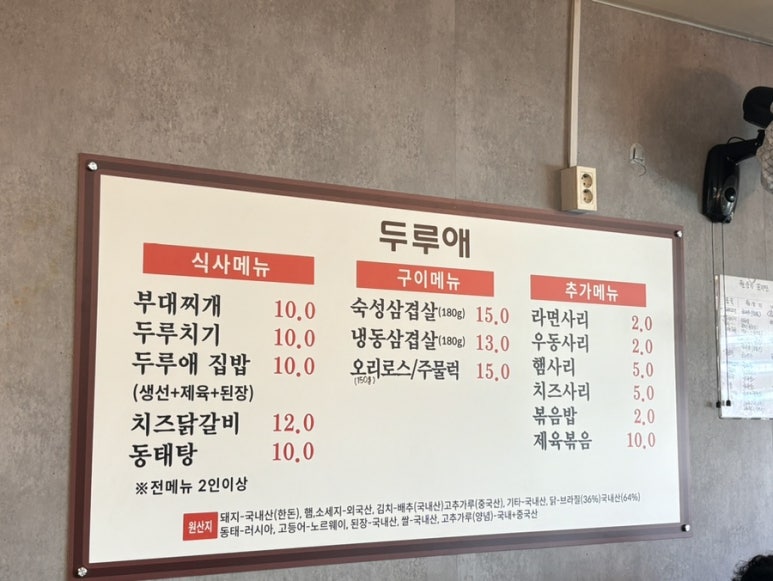 두루애
식사메뉴
부대찌개 10.0
두루치기 10.0
두루애 집밥 10.0
(생선+제육+된장)
치즈닭갈비 12.0
동태탕 10.0
※전메뉴 2인이상
구이메뉴
숙성삼겹살(180g) 15.0
냉동삼겹살(180g) 13.0
오리로스/주물럭 15.0
(150g)
추가메뉴
라면사리 2.0
우동사리 2.0
햄사리 5.0
치즈사리 5.0
볶음밥 2.0
제육볶음 10.0
원산지
돼지-국내산(한돈), 햄,소세지-외국산, 김치-배추(국내산)고추가루(중국산), 기타-국내산, 닭-브라질(36%)국내산(64%)
동태-러시아, 고등어-노르웨이, 된장-국내산, 쌀-국내산, 고추가루(양념)-국내+중국산